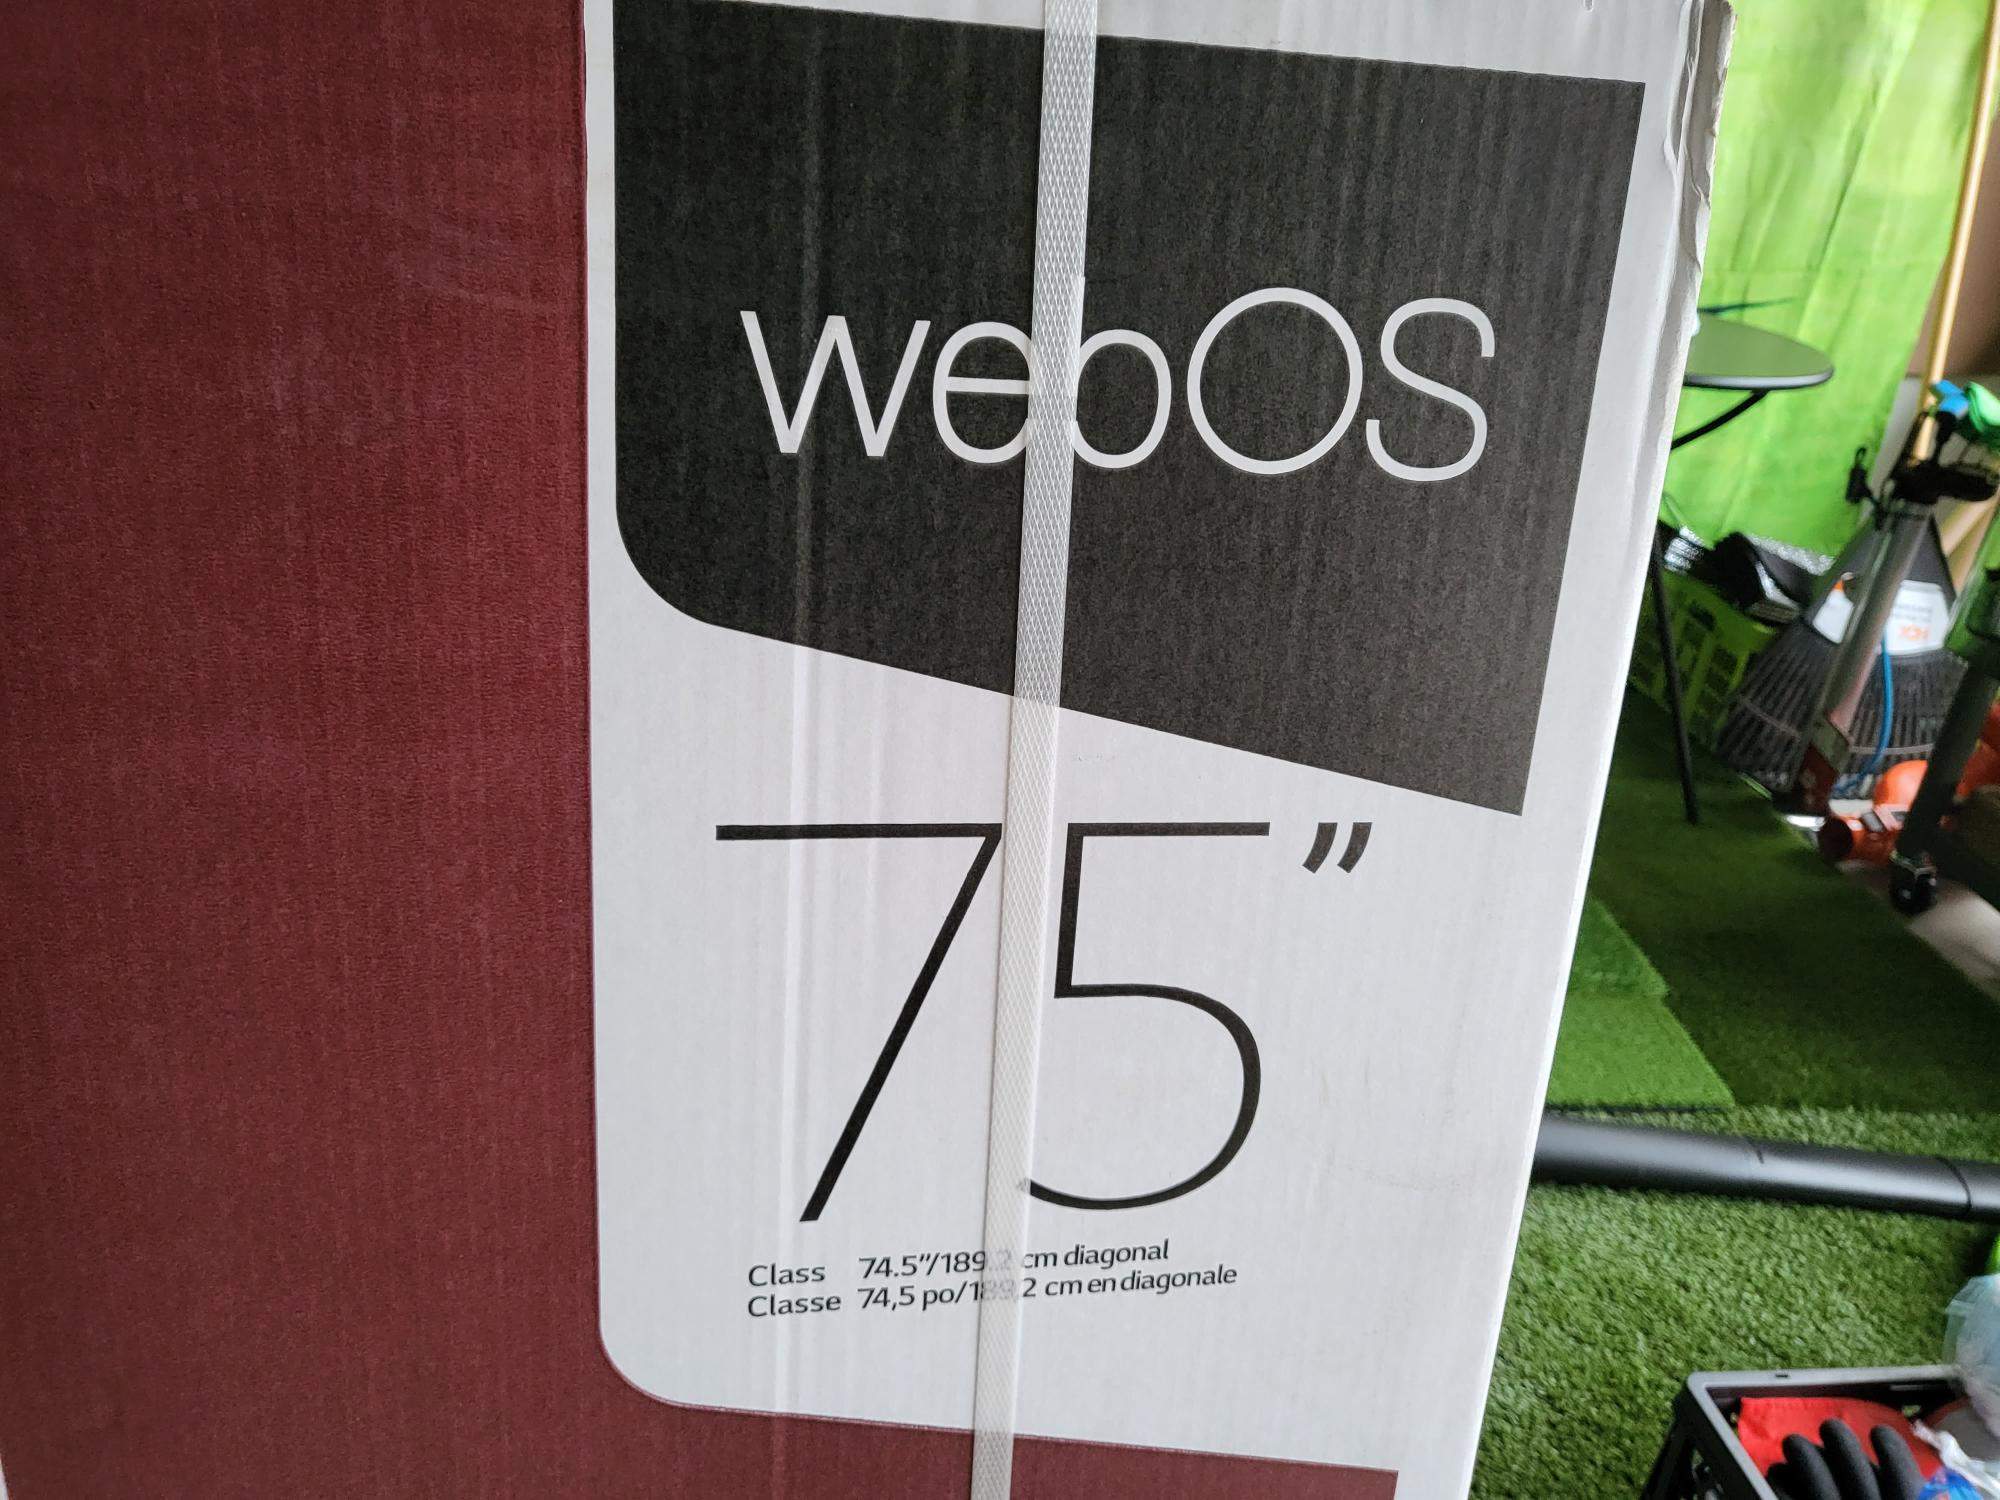 webOS
75”
Class 74.5”/189.2 cm diagonal
Classe 74,5 po/189,2 cm en diagonale